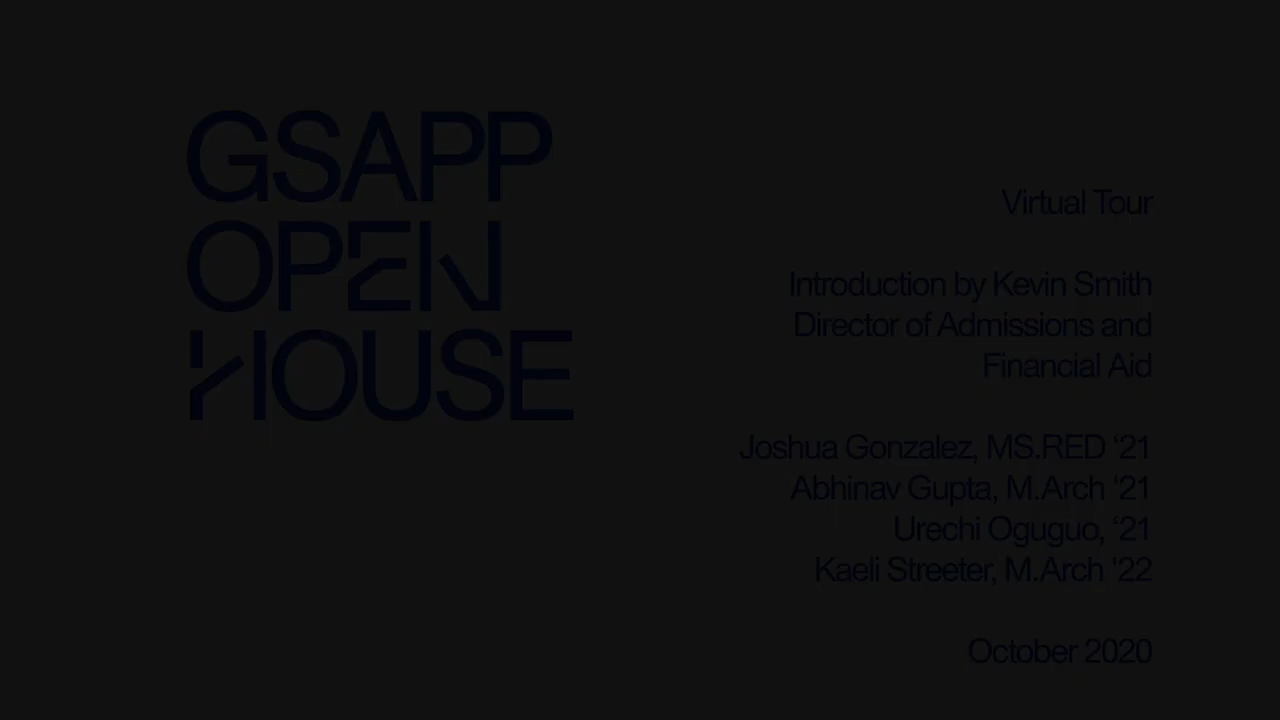 GSAPP
OPEN
HOUSE
Virtual Tour
Introduction by Kevin Smith
Director of Admissions and
Financial Aid
Joshua Gonzalez, MS.RED ‘21
Abhinav Gupta, M.Arch ‘21
Urechi Oguguo, ‘21
Kaeli Streeter, M.Arch '22
October 2020